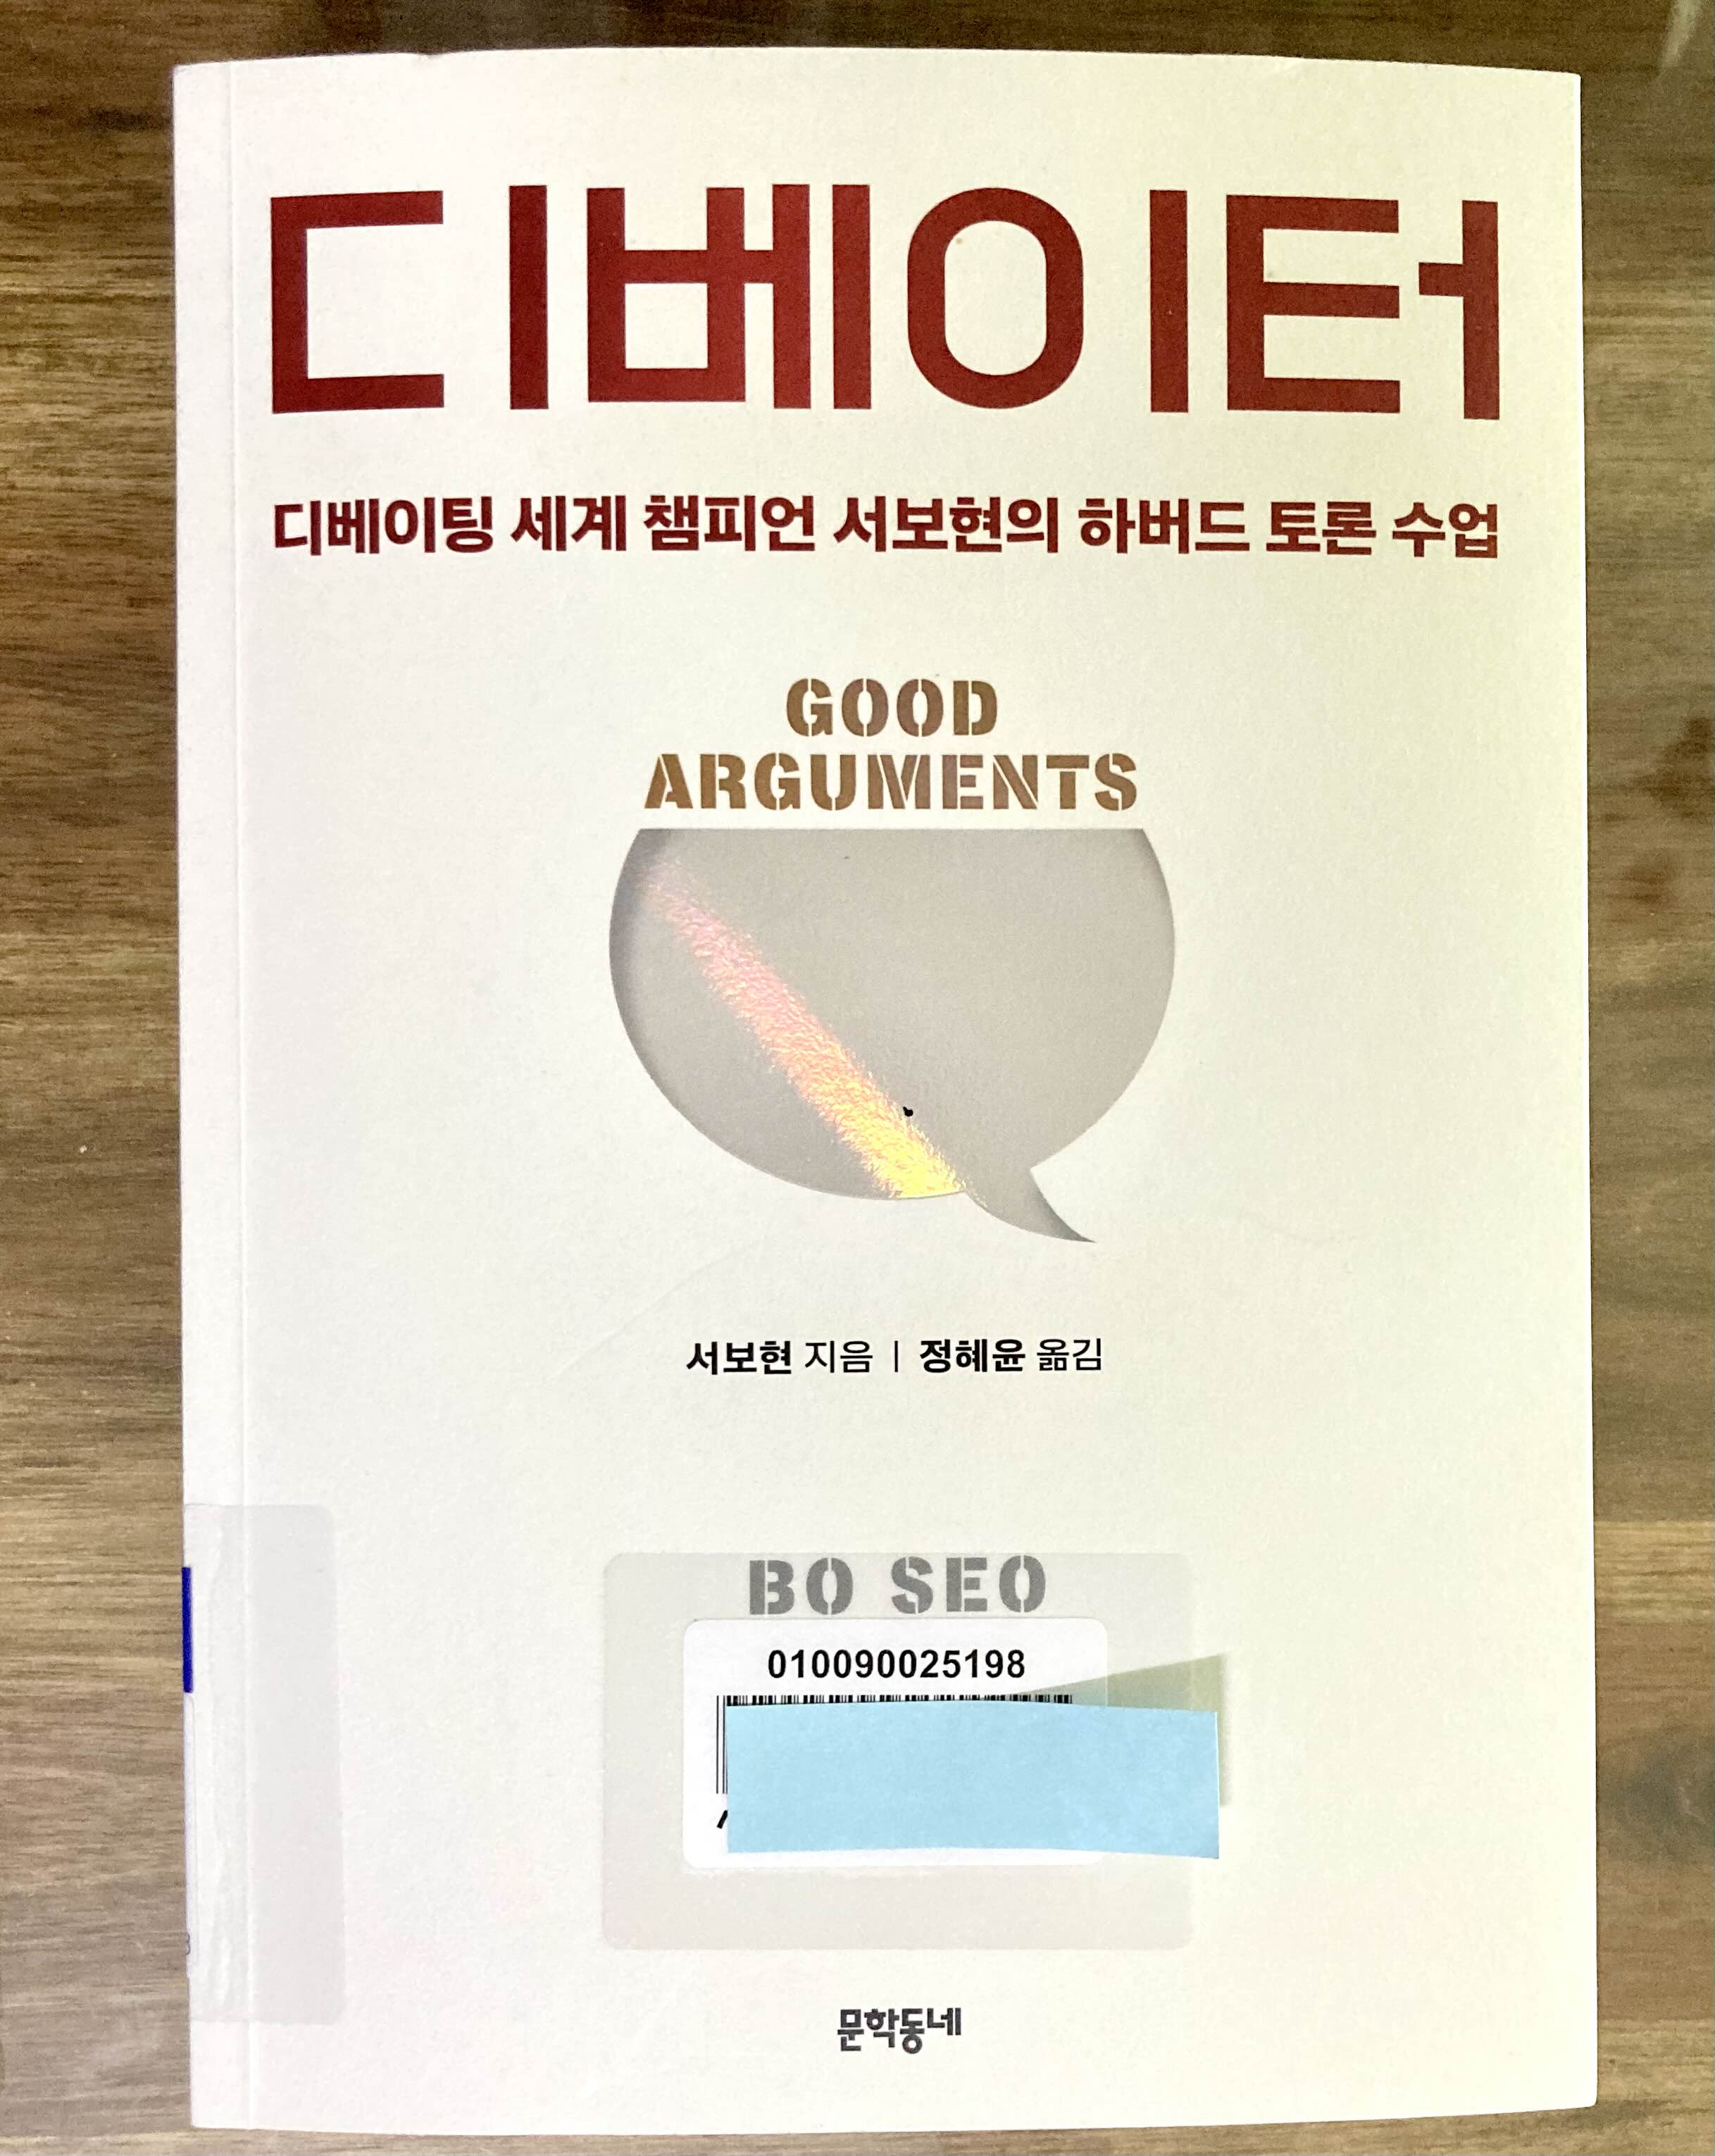 디베이터
디베이팅 세계 챔피언 서보현의 하버드 토론 수업
GOOD
ARGUMENTS
서보현 지음 | 정혜윤 옮김
BO SEO
010090025198
문학동네